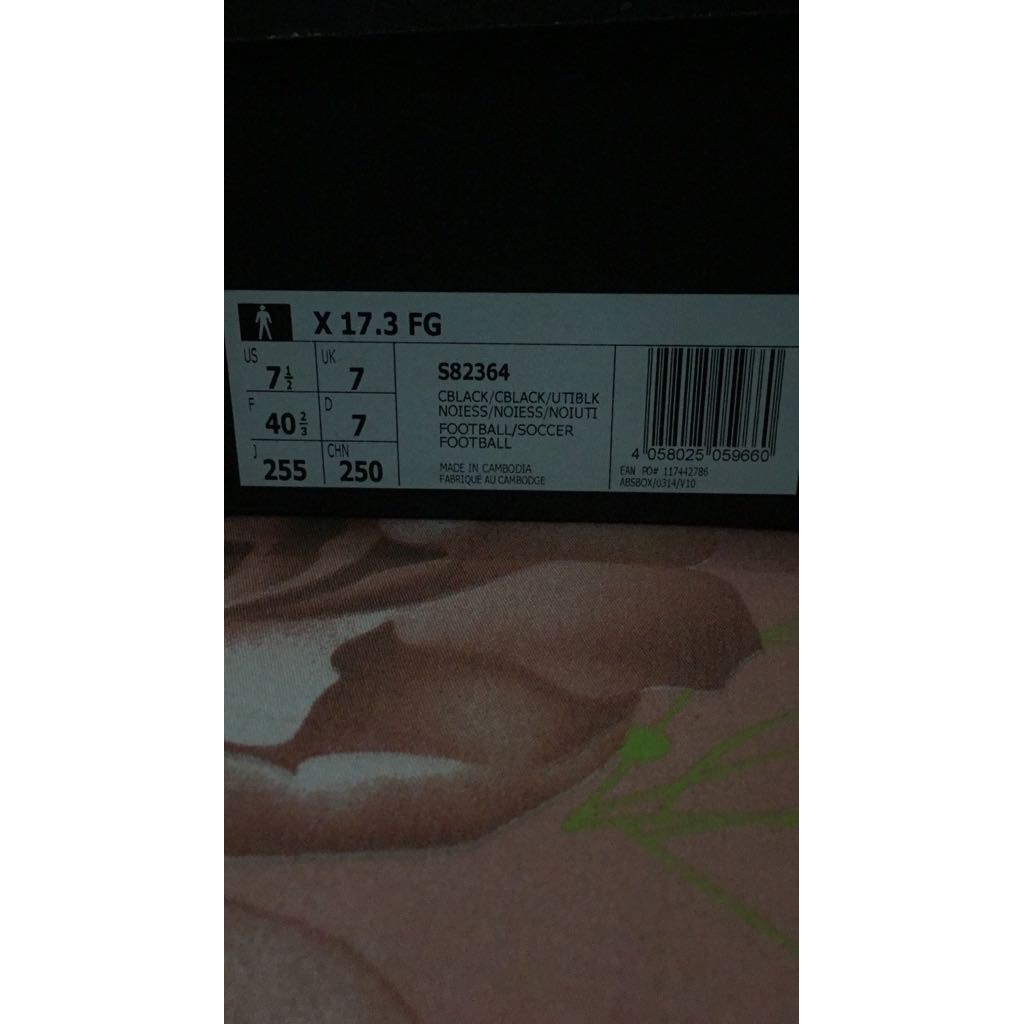 X 17.3 FG
US 7½
UK 7
F 40⅔
D 7
J 255
CHN 250
S82364
CBLACK/CBLACK/UTIBLK
NOIESS/NOIESS/NOIUTI
FOOTBALL/SOCCER
FOOTBALL
MADE IN CAMBODIA
FABRIQUE AU CAMBODGE
4 058025 059660
EAN PO# 117442786
ABSBOX/0314/V10